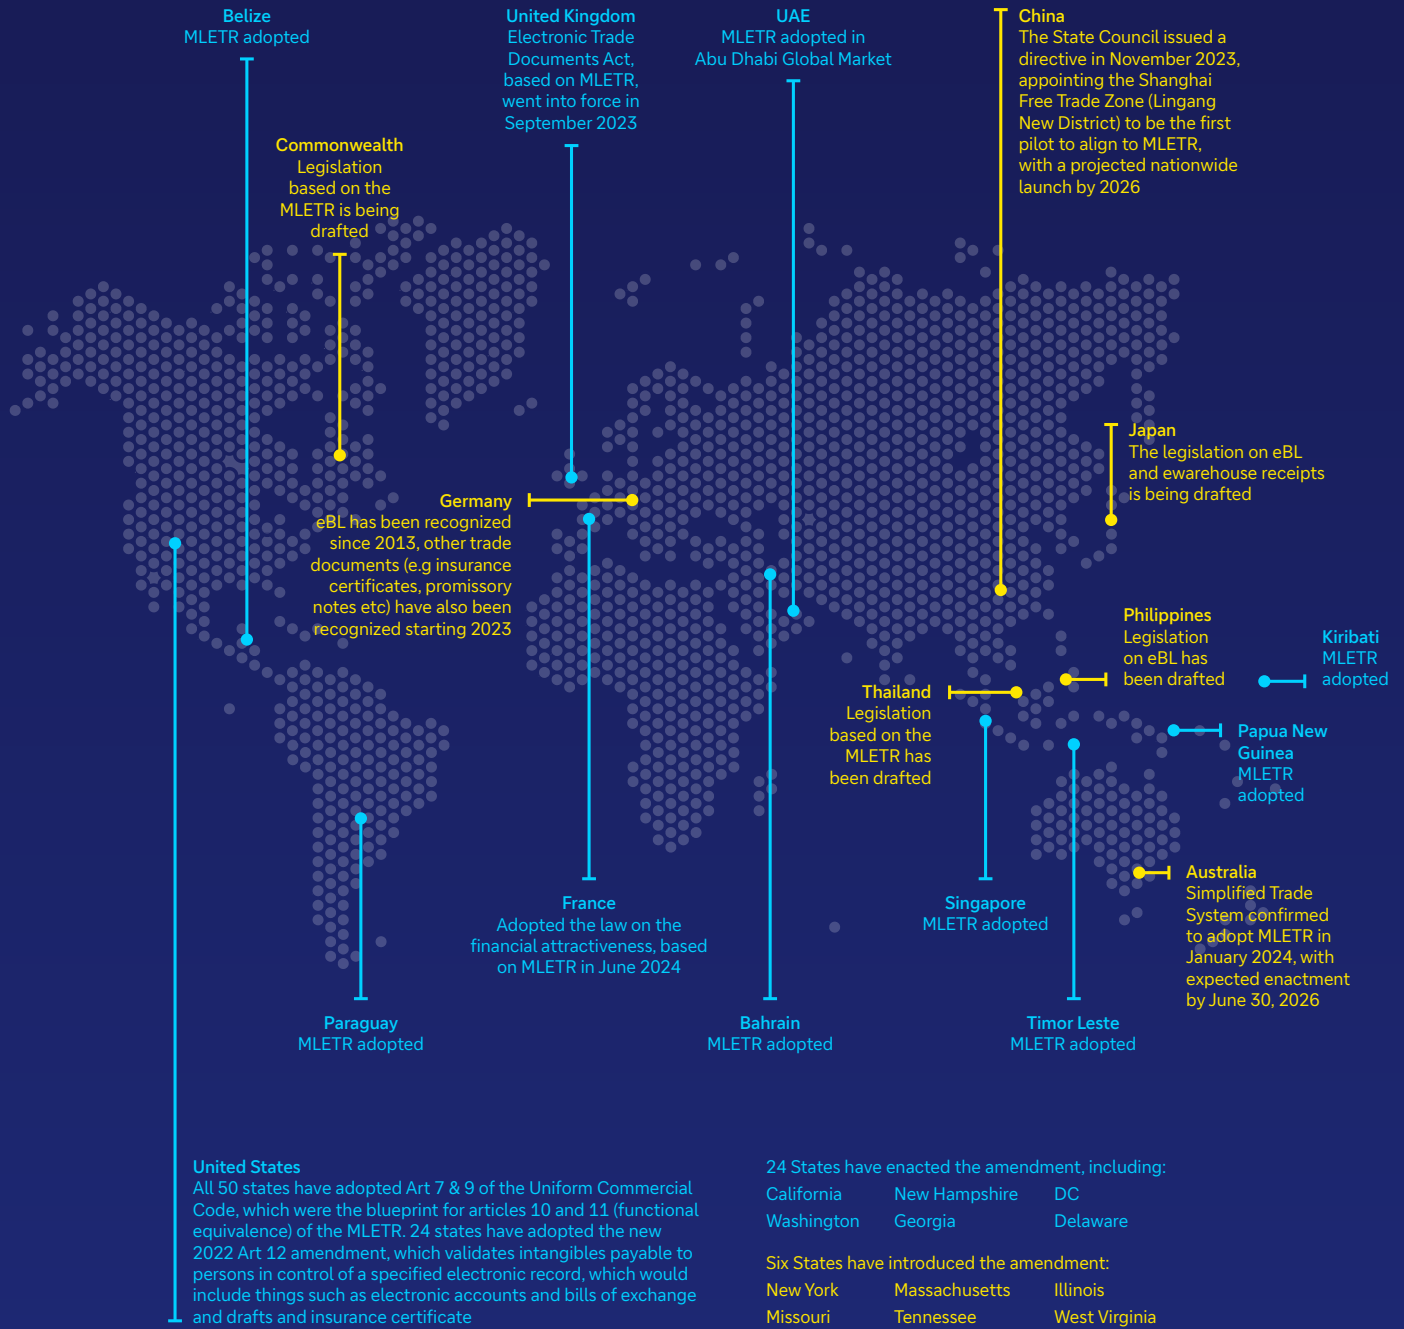 Belize
MLETR adopted
United Kingdom
Electronic Trade
Documents Act,
based on MLETR,
went into force in
September 2023
UAE
MLETR adopted in
Abu Dhabi Global Market
China
The State Council issued a
directive in November 2023,
appointing the Shanghai
Free Trade Zone (Lingang
New District) to be the first
pilot to align to MLETR,
with a projected nationwide
launch by 2026
Commonwealth
Legislation
based on the
MLETR is being
drafted
Japan
The legislation on eBL
and ewarehouse receipts
is being drafted
Germany
eBL has been recognized
since 2013, other trade
documents (e.g insurance
certificates, promissory
notes etc) have also been
recognized starting 2023
Philippines
Legislation
on eBL has
been drafted
Kiribati
MLETR
adopted
Thailand
Legislation
based on the
MLETR has
been drafted
Papua New
Guinea
MLETR
adopted
Australia
Simplified Trade
System confirmed
to adopt MLETR in
January 2024, with
expected enactment
by June 30, 2026
France
Adopted the law on the
financial attractiveness, based
on MLETR in June 2024
Singapore
MLETR adopted
Paraguay
MLETR adopted
Bahrain
MLETR adopted
Timor Leste
MLETR adopted
United States
All 50 states have adopted Art 7 & 9 of the Uniform Commercial
Code, which were the blueprint for articles 10 and 11 (functional
equivalence) of the MLETR. 24 states have adopted the new
2022 Art 12 amendment, which validates intangibles payable to
persons in control of a specified electronic record, which would
include things such as electronic accounts and bills of exchange
and drafts and insurance certificate
24 States have enacted the amendment, including:
California New Hampshire DC
Washington Georgia Delaware
Six States have introduced the amendment:
New York Massachusetts Illinois
Missouri Tennessee West Virginia